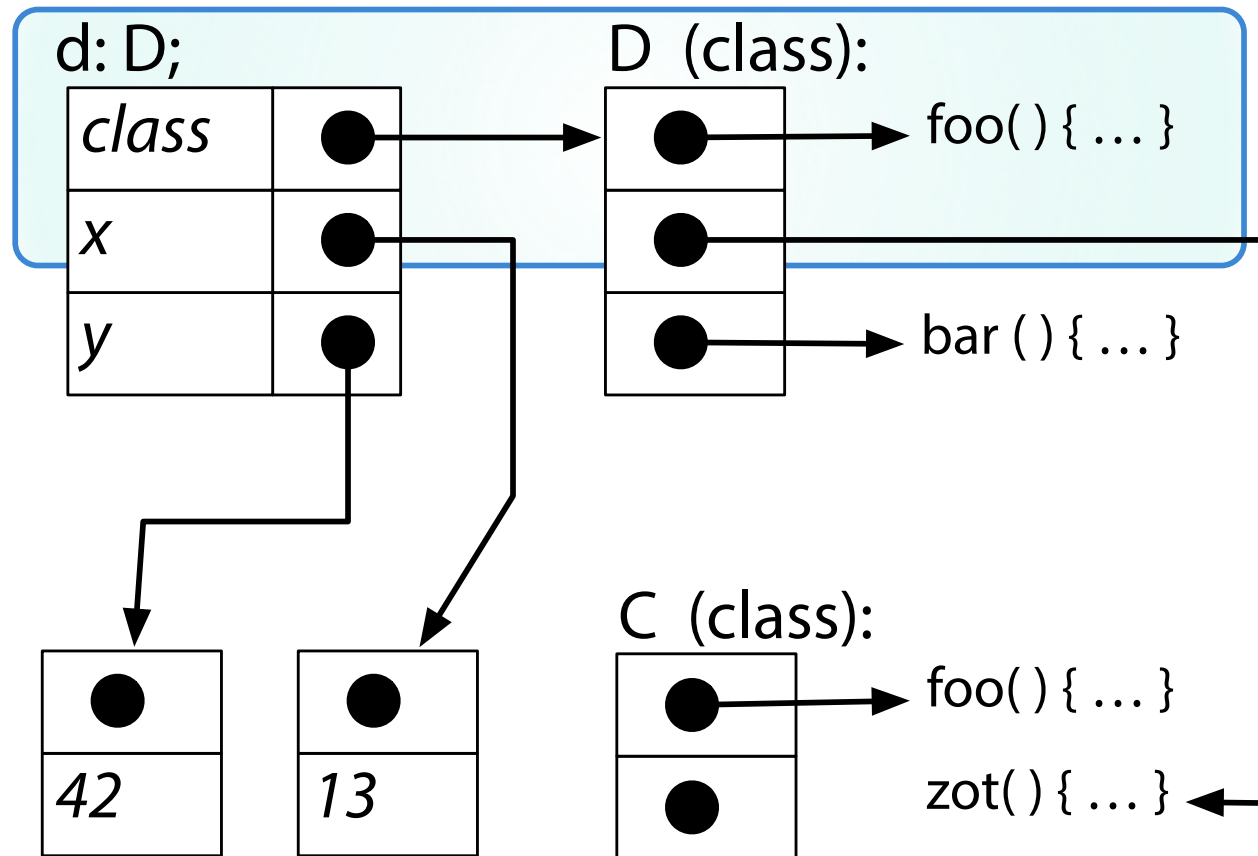 d: D;
D (class):
class
foo( ) { … }
x
y
bar ( ) { … }
C (class):
foo( ) { … }
42
13
zot( ) { … }